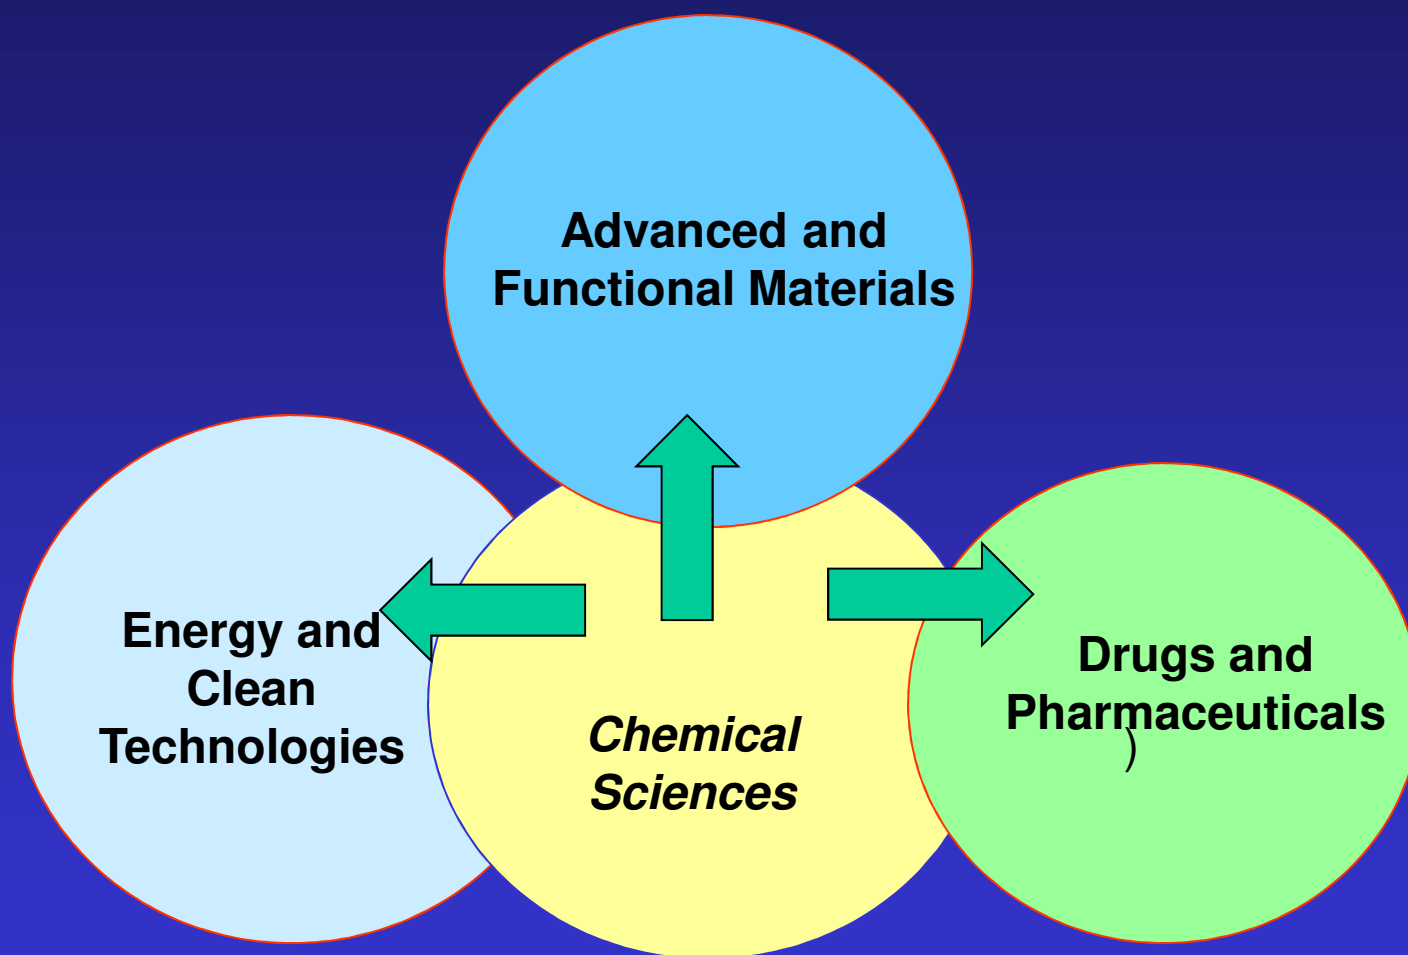 Advanced and
Functional Materials
Energy and
Clean
Technologies
Chemical
Sciences
Drugs and
Pharmaceuticals
)